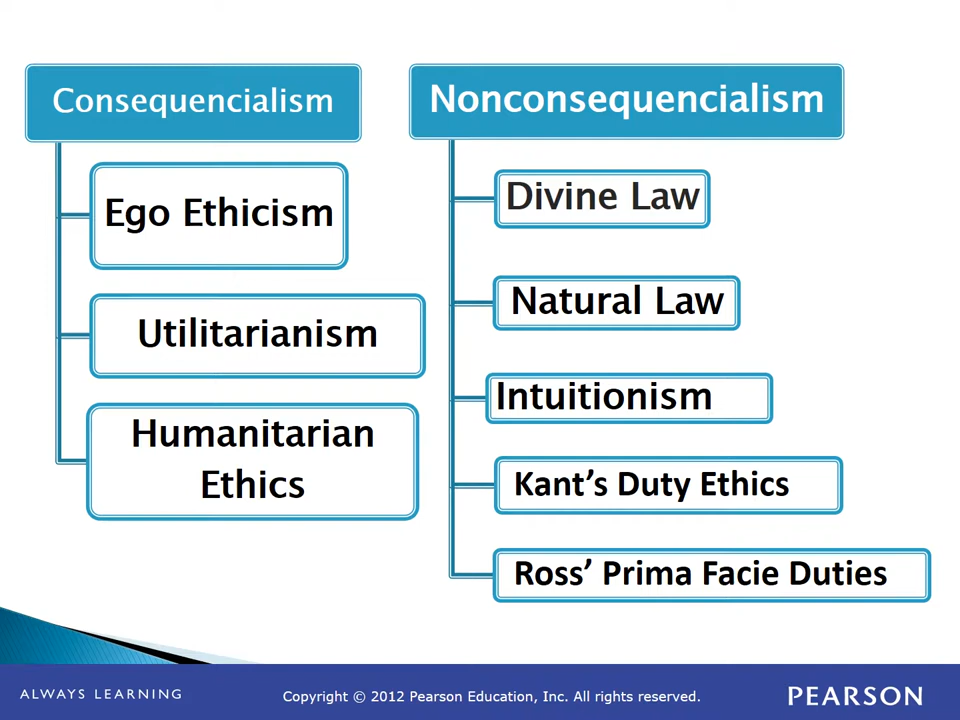 Consequencialism
Ego Ethicism
Utilitarianism
Humanitarian
Ethics
Nonconsequencialism
Divine Law
Natural Law
Intuitionism
Kant’s Duty Ethics
Ross’ Prima Facie Duties
ALWAYS LEARNING
Copyright © 2012 Pearson Education, Inc. All rights reserved.
PEARSON